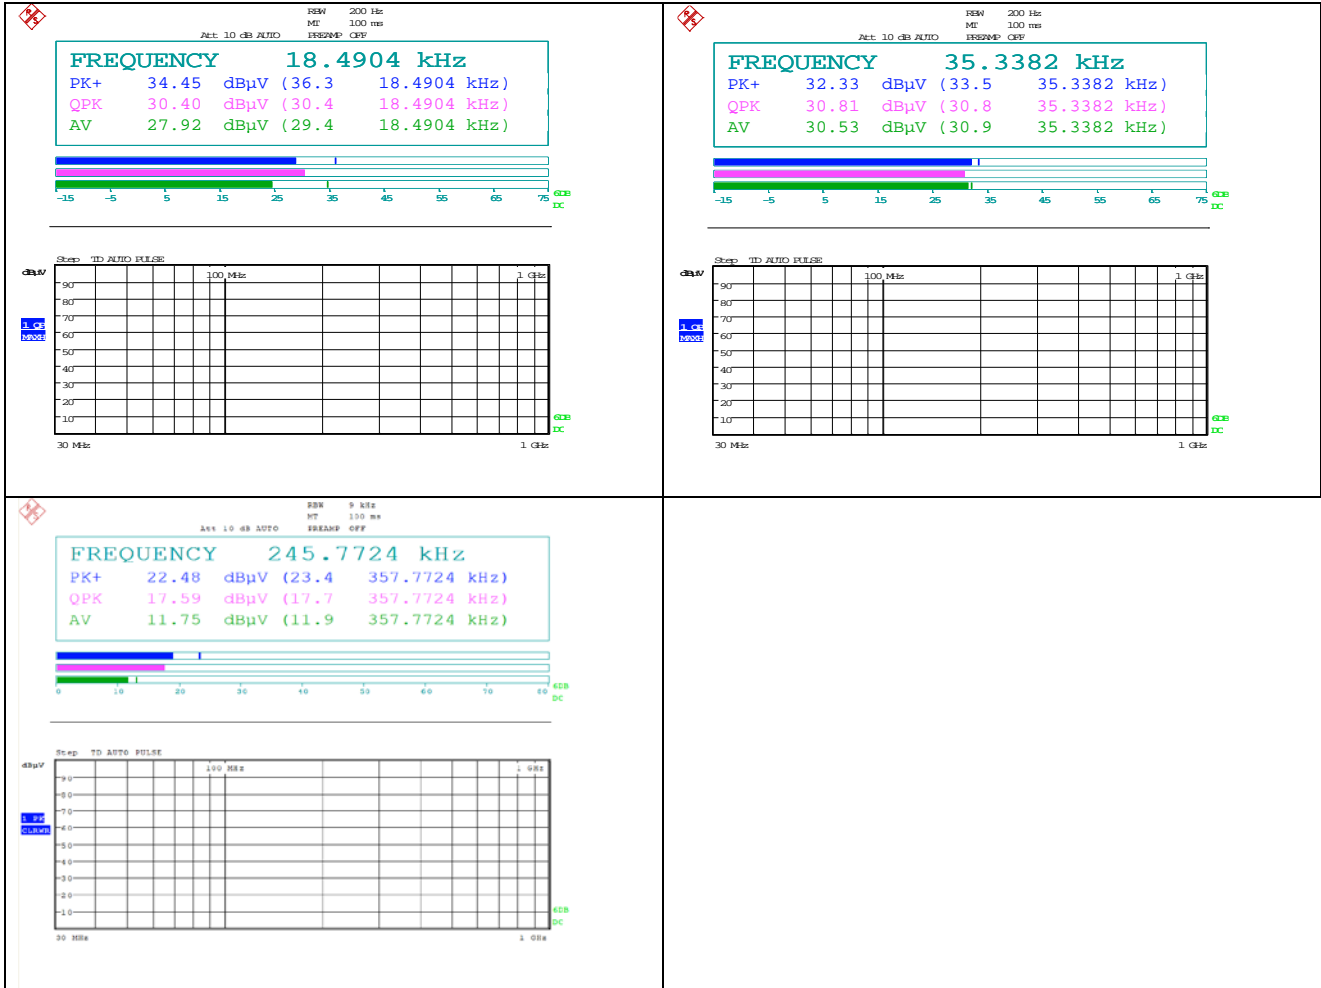 RBW 200 Hz
MT 100 ms
Att 10 dB AUTO PREAMP OFF
FREQUENCY 18.4904 kHz
PK+ 34.45 dBµV (36.3 18.4904 kHz)
QPK 30.40 dBµV (30.4 18.4904 kHz)
AV 27.92 dBµV (29.4 18.4904 kHz)
-15 -5 5 15 25 35 45 55 65 75
6DB
DC
Step TD AUTO PULSE
dBµV
100 MHz 1 GHz
90
80
70
1 QP
MAXH
60
50
40
30
20
10
6DB
DC
30 MHz 1 GHz
RBW 200 Hz
MT 100 ms
Att 10 dB AUTO PREAMP OFF
FREQUENCY 35.3382 kHz
PK+ 32.33 dBµV (33.5 35.3382 kHz)
QPK 30.81 dBµV (30.8 35.3382 kHz)
AV 30.53 dBµV (30.9 35.3382 kHz)
-15 -5 5 15 25 35 45 55 65 75
6DB
DC
Step TD AUTO PULSE
dBµV
100 MHz 1 GHz
90
80
70
1 QP
MAXH
60
50
40
30
20
10
6DB
DC
30 MHz 1 GHz
RBW 9 kHz
MT 100 ms
Att 10 dB AUTO PREAMP OFF
FREQUENCY 245.7724 kHz
PK+ 22.48 dBµV (23.4 357.7724 kHz)
QPK 17.59 dBµV (17.7 357.7724 kHz)
AV 11.75 dBµV (11.9 357.7724 kHz)
0 10 20 30 40 50 60 70 80
6DB
DC
Step TD AUTO PULSE
dBµV
100 MHz 1 GHz
90
80
70
1 PK
CLRWR
60
50
40
30
20
10
6DB
DC
30 MHz 1 GHz